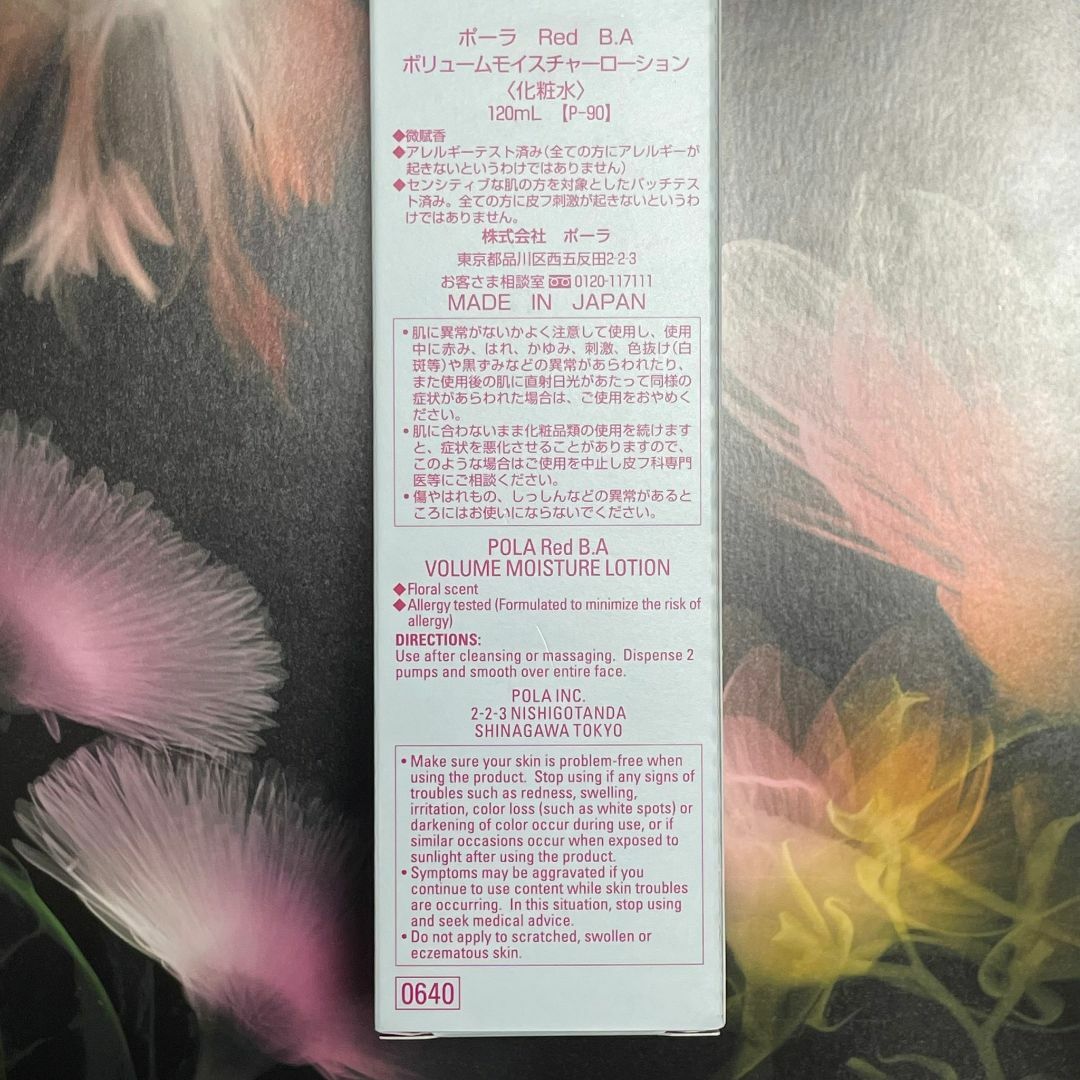 ポーラ Red B.A
ボリュームモイスチャーローション
〈化粧水〉
120mL 【P-90】
◆微賦香
◆アレルギーテスト済み(全ての方にアレルギーが
起きないというわけではありません)
◆センシティブな肌の方を対象としたパッチテス
ト済み。全ての方に皮フ刺激が起きないというわ
けではありません。
株式会社 ポーラ
東京都品川区西五反田2-2-3
お客さま相談室 0120-117111
MADE IN JAPAN
•肌に異常がないかよく注意して使用し、使用
中に赤み、はれ、かゆみ、刺激、色抜け(白
斑等)や黒ずみなどの異常があらわれたり、
また使用後の肌に直射日光があたって同様の
症状があらわれた場合は、ご使用をおやめく
ださい。
•肌に合わないまま化粧品類の使用を続けます
と、症状を悪化させることがありますので、
このような場合はご使用を中止し皮フ科専門
医等にご相談ください。
•傷やはれもの、しっしんなどの異常があると
ころにはお使いにならないでください。
POLA Red B.A
VOLUME MOISTURE LOTION
◆Floral scent
◆Allergy tested (Formulated to minimize the risk of
allergy)
DIRECTIONS:
Use after cleansing or massaging. Dispense 2
pumps and smooth over entire face.
POLA INC.
2-2-3 NISHIGOTANDA
SHINAGAWA TOKYO
•Make sure your skin is problem-free when
using the product. Stop using if any signs of
troubles such as redness, swelling,
irritation, color loss (such as white spots) or
darkening of color occur during use, or if
similar occasions occur when exposed to
sunlight after using the product.
•Symptoms may be aggravated if you
continue to use content while skin troubles
are occurring. In this situation, stop using
and seek medical advice.
•Do not apply to scratched, swollen or
eczematous skin.
0640